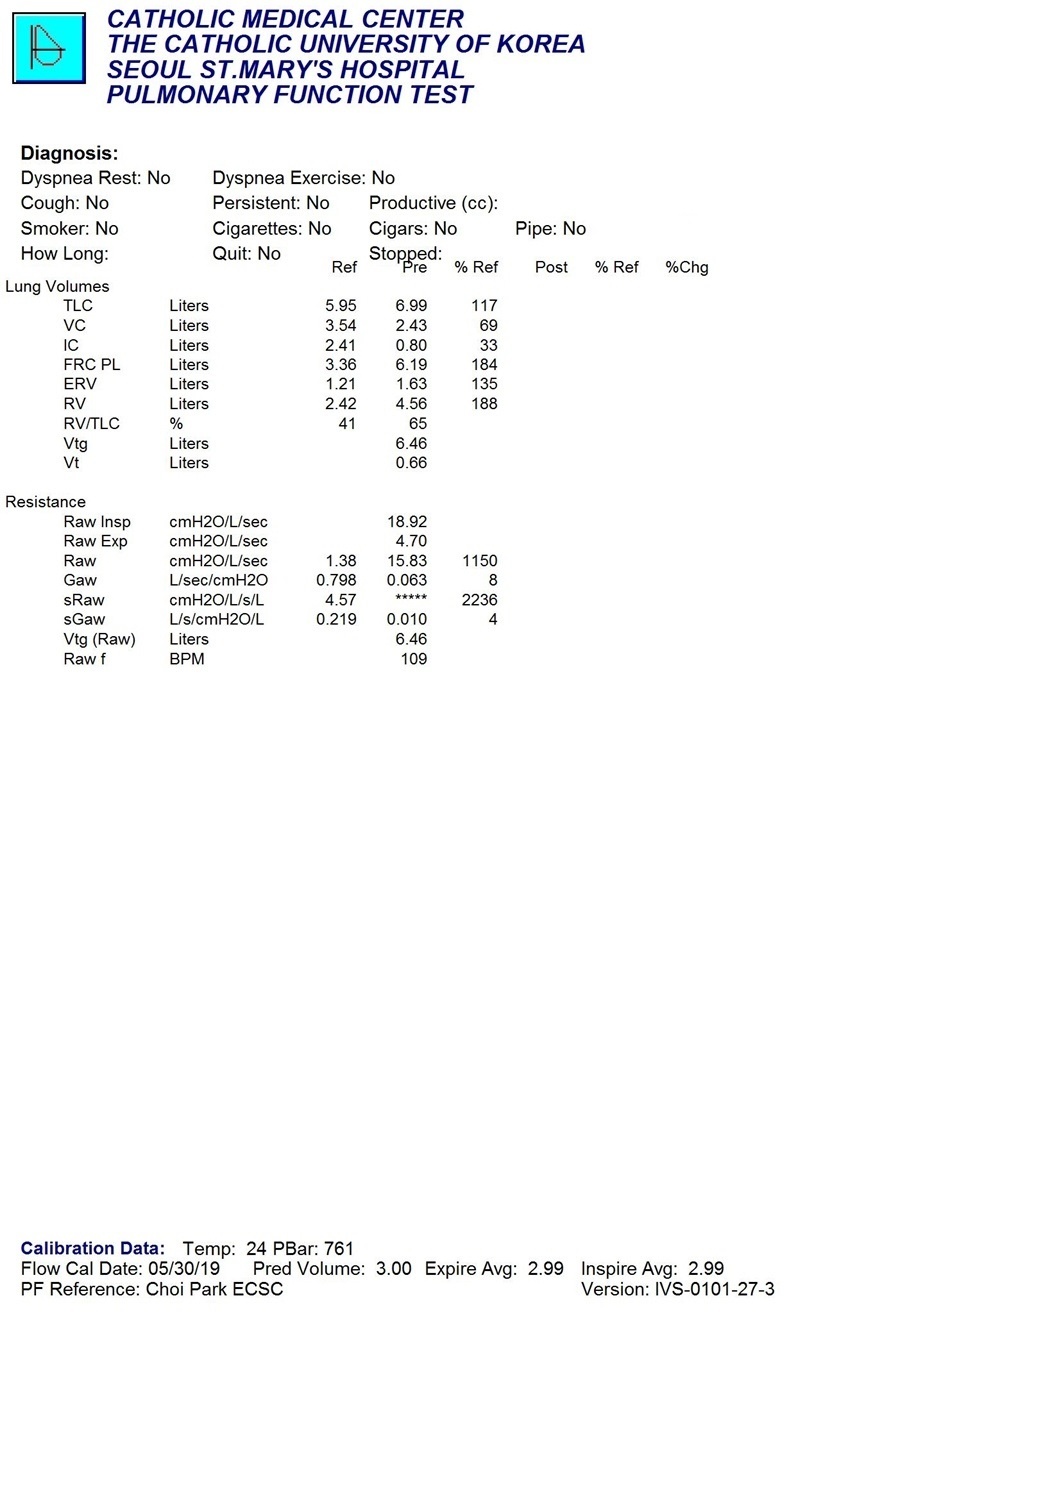 CATHOLIC MEDICAL CENTER
THE CATHOLIC UNIVERSITY OF KOREA
SEOUL ST.MARY'S HOSPITAL
PULMONARY FUNCTION TEST
Diagnosis:
Dyspnea Rest: No Dyspnea Exercise: No
Cough: No Persistent: No Productive (cc):
Smoker: No Cigarettes: No Cigars: No Pipe: No
How Long: Quit: No Stopped:
Ref Pre % Ref Post % Ref %Chg
Lung Volumes
TLC Liters 5.95 6.99 117
VC Liters 3.54 2.43 69
IC Liters 2.41 0.80 33
FRC PL Liters 3.36 6.19 184
ERV Liters 1.21 1.63 135
RV Liters 2.42 4.56 188
RV/TLC % 41 65
Vtg Liters 6.46
Vt Liters 0.66
Resistance
Raw Insp cmH2O/L/sec 18.92
Raw Exp cmH2O/L/sec 4.70
Raw cmH2O/L/sec 1.38 15.83 1150
Gaw L/sec/cmH2O 0.798 0.063 8
sRaw cmH2O/L/s/L 4.57 ***** 2236
sGaw L/s/cmH2O/L 0.219 0.010 4
Vtg (Raw) Liters 6.46
Raw f BPM 109
Calibration Data: Temp: 24 PBar: 761
Flow Cal Date: 05/30/19 Pred Volume: 3.00 Expire Avg: 2.99 Inspire Avg: 2.99
PF Reference: Choi Park ECSC Version: IVS-0101-27-3